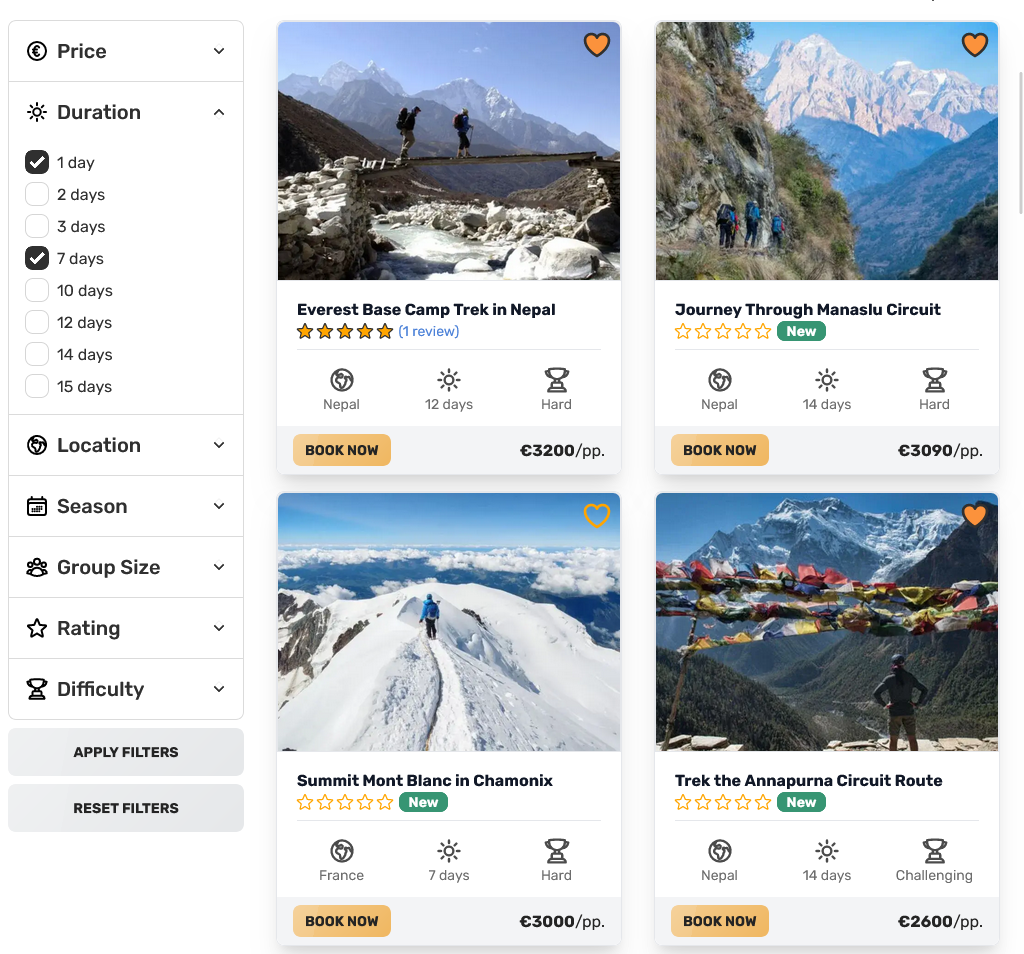 Price
Duration
1 day
2 days
3 days
7 days
10 days
12 days
14 days
15 days
Location
Season
Group Size
Rating
Difficulty
APPLY FILTERS
RESET FILTERS
Everest Base Camp Trek in Nepal
(1 review)
Nepal 12 days Hard
BOOK NOW €3200/pp.
Journey Through Manaslu Circuit
New
Nepal 14 days Hard
BOOK NOW €3090/pp.
Summit Mont Blanc in Chamonix
New
France 7 days Hard
BOOK NOW €3000/pp.
Trek the Annapurna Circuit Route
New
Nepal 14 days Challenging
BOOK NOW €2600/pp.